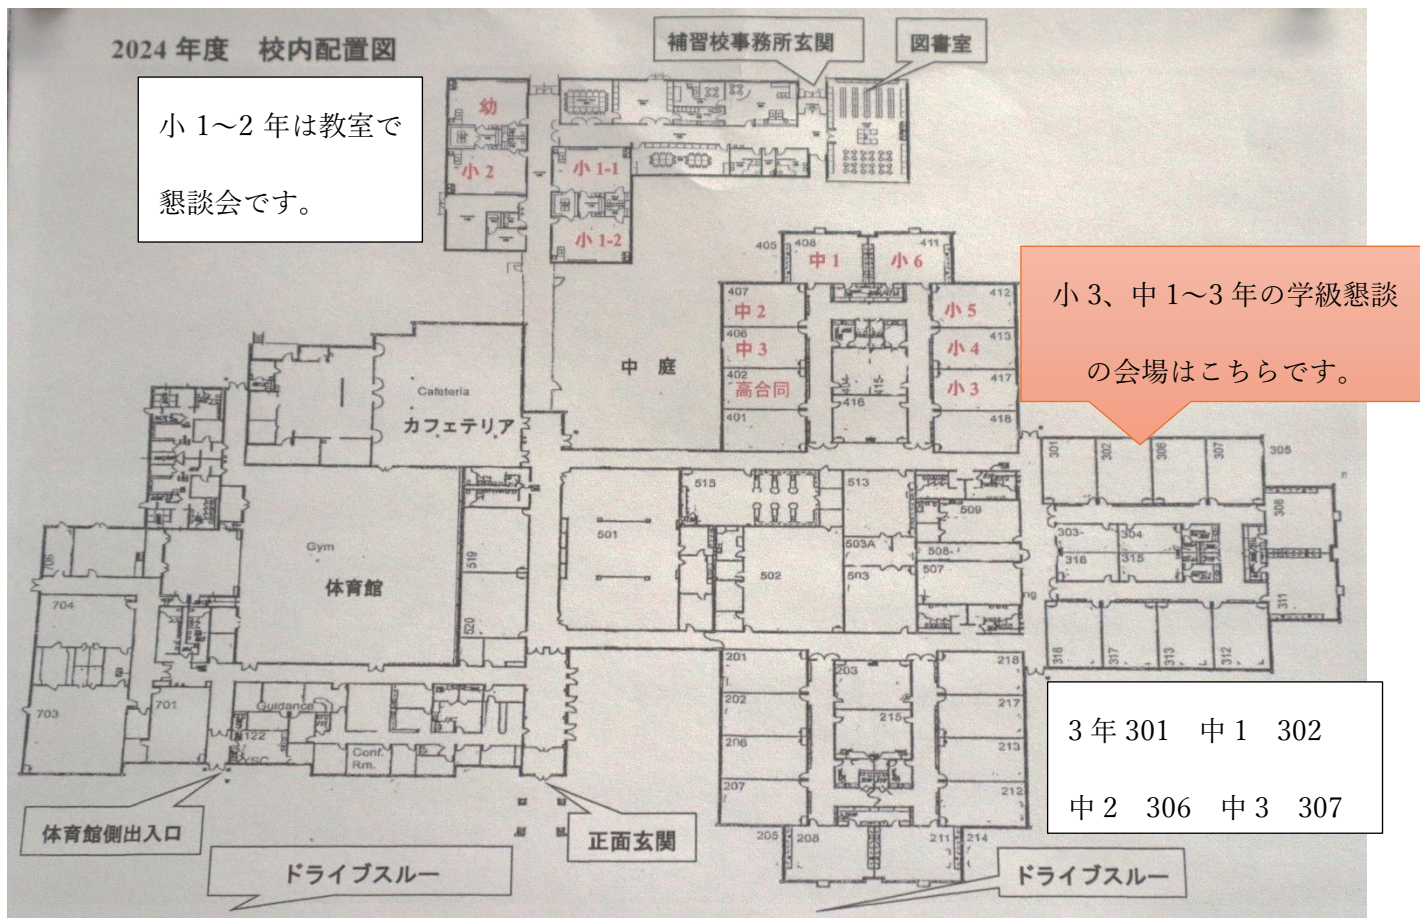 2024 年度 校内配置図
補習校事務所玄関
図書室
小 1～2 年は教室で
懇談会です。
幼
小 2
小 1-1
小 1-2
405
408
中 1
411
小 6
407
中 2
412
小 5
406
中 3
413
小 4
402
高合同
417
小 3
401
416
415
418
中 庭
小 3、中 1～3 年の学級懇談
の会場はこちらです。
Cafeteria
カフェテリア
301
302
306
307
305
308
515
513
509
501
503A
508-
303-
304
316
315
Gym
体育館
519
502
503
507
311
704
520
316
317
313
312
201
203
218
202
215
217
206
213
207
212
205
208
211
214
703
701
Guidance
122
Conf.
Rm.
3 年 301 中 1 302
中 2 306 中 3 307
体育館側出入口
正面玄関
ドライブスルー
ドライブスルー